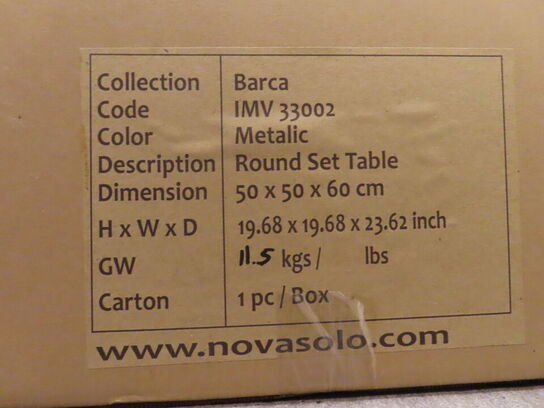 Collection Barca
Code IMV 33002
Color Metalic
Description Round Set Table
Dimension 50 x 50 x 60 cm
H x W x D 19.68 x 19.68 x 23.62 inch
GW 11.5 kgs / lbs
Carton 1 pc / Box
www.novasolo.com